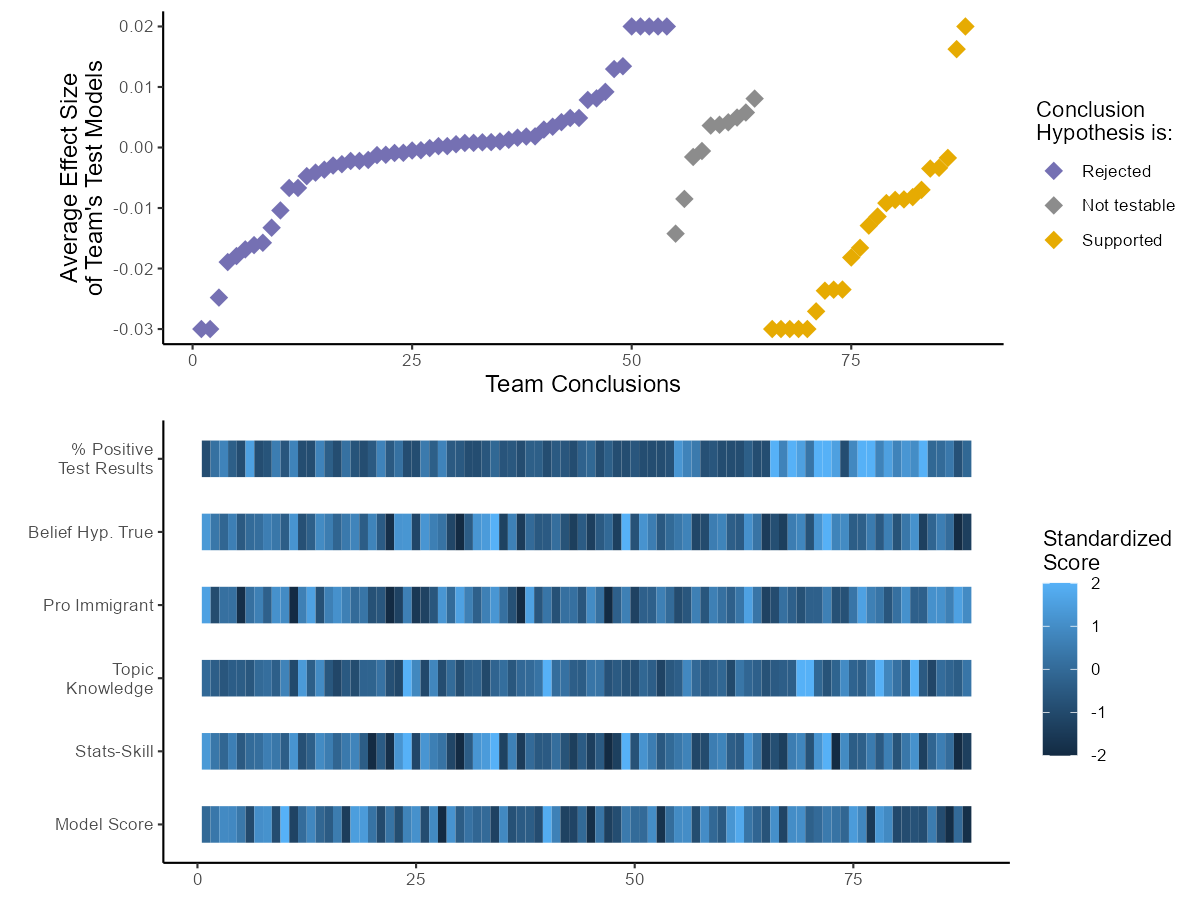 Average Effect Size
of Team's Test Models
0.02
0.01
0.00
-0.01
-0.02
-0.03
0
25
50
75
Team Conclusions
Conclusion
Hypothesis is:
Rejected
Not testable
Supported
% Positive
Test Results
Belief Hyp. True
Pro Immigrant
Topic
Knowledge
Stats-Skill
Model Score
0
25
50
75
Standardized
Score
2
1
0
-1
-2